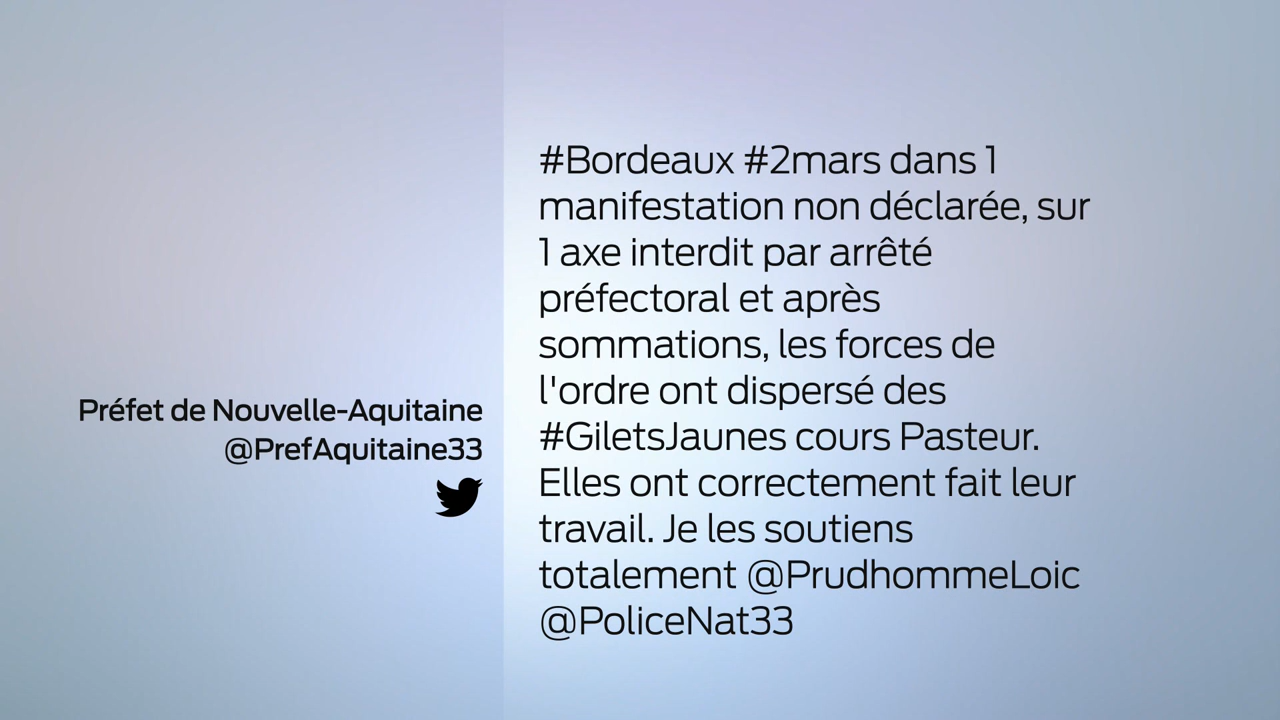 Préfet de Nouvelle-Aquitaine
@PrefAquitaine33
#Bordeaux #2mars dans 1
manifestation non déclarée, sur
1 axe interdit par arrêté
préfectoral et après
sommations, les forces de
l'ordre ont dispersé des
#GiletsJaunes cours Pasteur.
Elles ont correctement fait leur
travail. Je les soutiens
totalement @PrudhommeLoic
@PoliceNat33